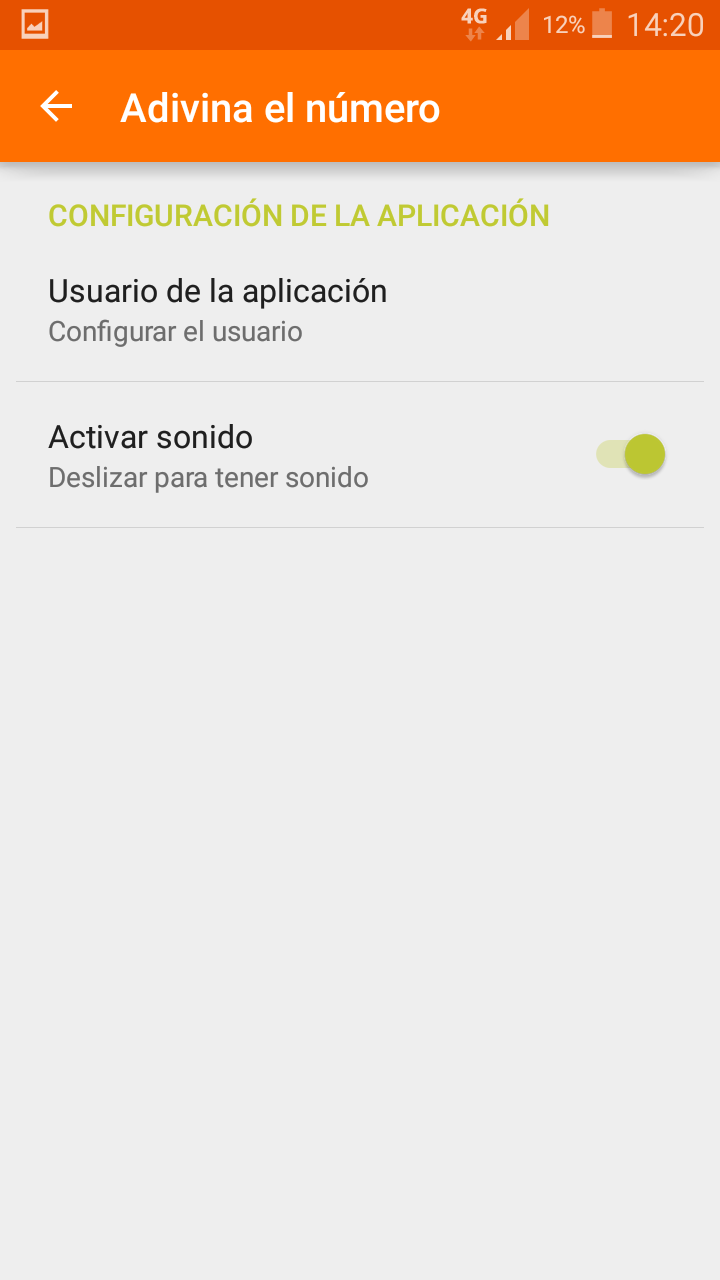 4G 12% 14:20
Adivina el número
CONFIGURACIÓN DE LA APLICACIÓN
Usuario de la aplicación
Configurar el usuario
Activar sonido
Deslizar para tener sonido